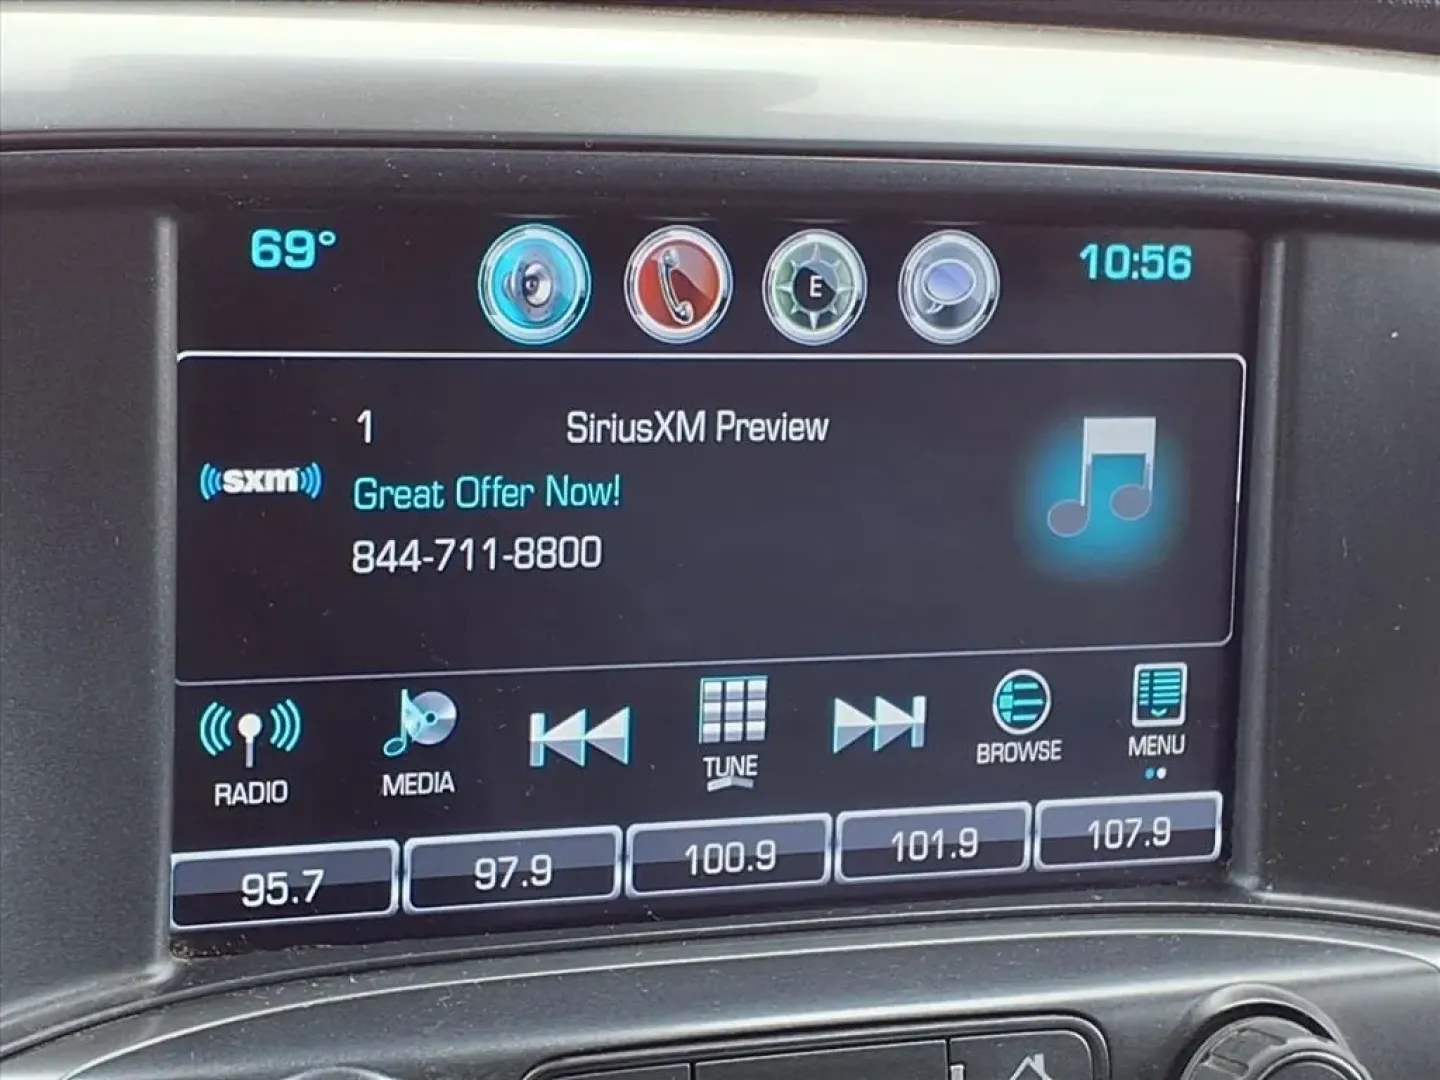 69°
E
10:56
1 SiriusXM Preview
sxm
Great Offer Now!
844-711-8800
RADIO
MEDIA
TUNE
BROWSE
MENU
95.7
97.9
100.9
101.9
107.9